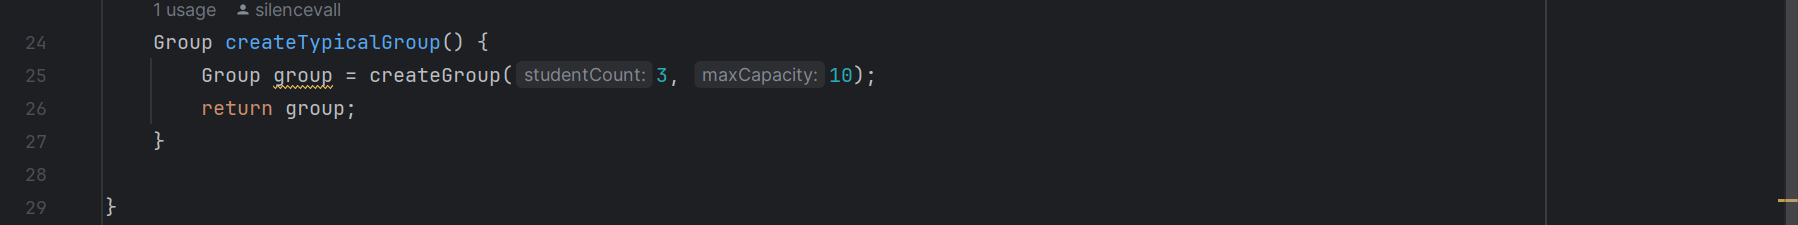 1 usage silencevall
24 Group createTypicalGroup() {
25 Group group = createGroup( studentCount: 3, maxCapacity: 10);
26 return group;
27 }
28
29 }